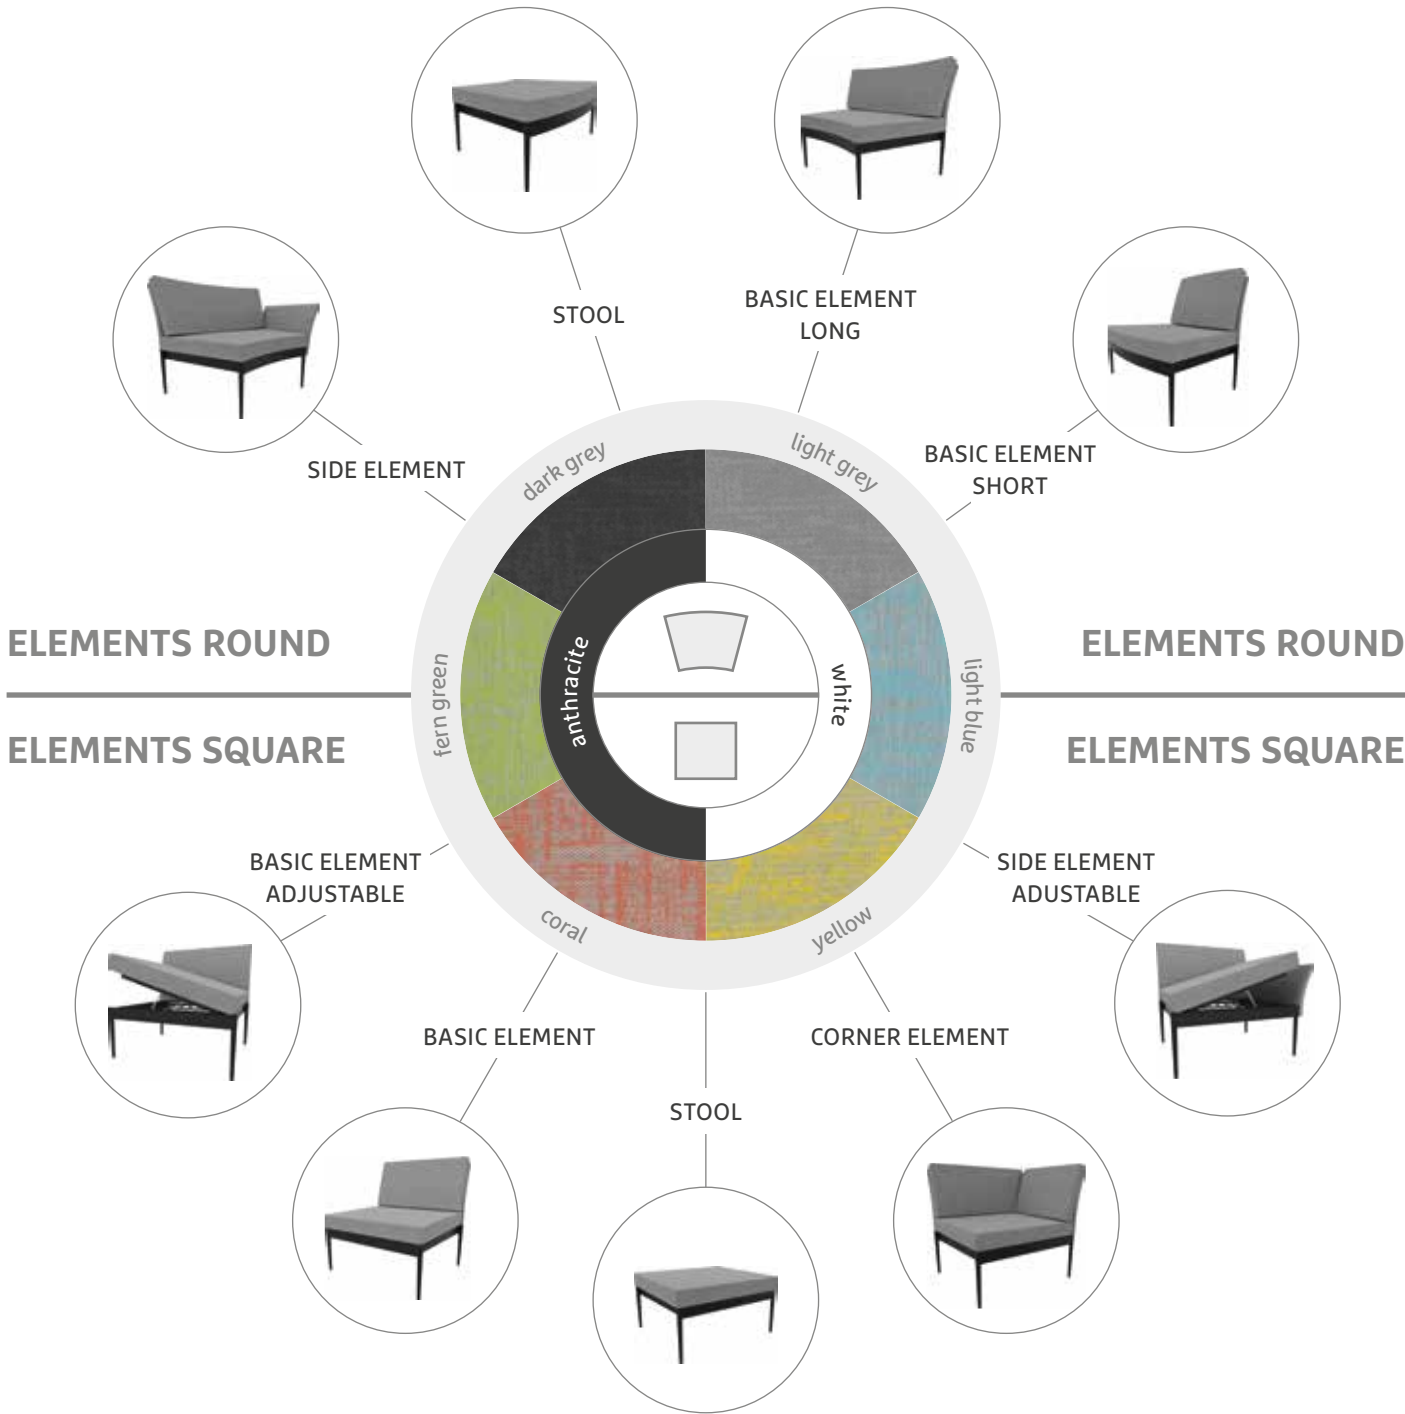 BASIC ELEMENT
LONG
STOOL
BASIC ELEMENT
SHORT
SIDE ELEMENT
dark grey
light grey
ELEMENTS ROUND
ELEMENTS ROUND
fern green
anthracite
white
light blue
ELEMENTS SQUARE
ELEMENTS SQUARE
BASIC ELEMENT
ADJUSTABLE
SIDE ELEMENT
ADUSTABLE
coral
yellow
BASIC ELEMENT
CORNER ELEMENT
STOOL